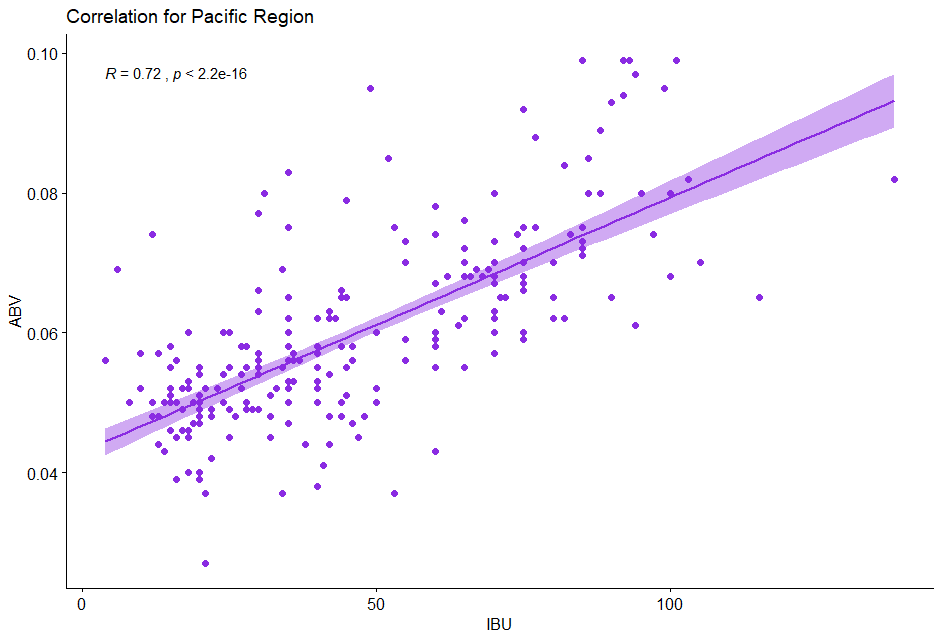 Correlation for Pacific Region
0.10
R = 0.72 , p < 2.2e-16
0.08
ABV
0.06
0.04
0 50 100
IBU